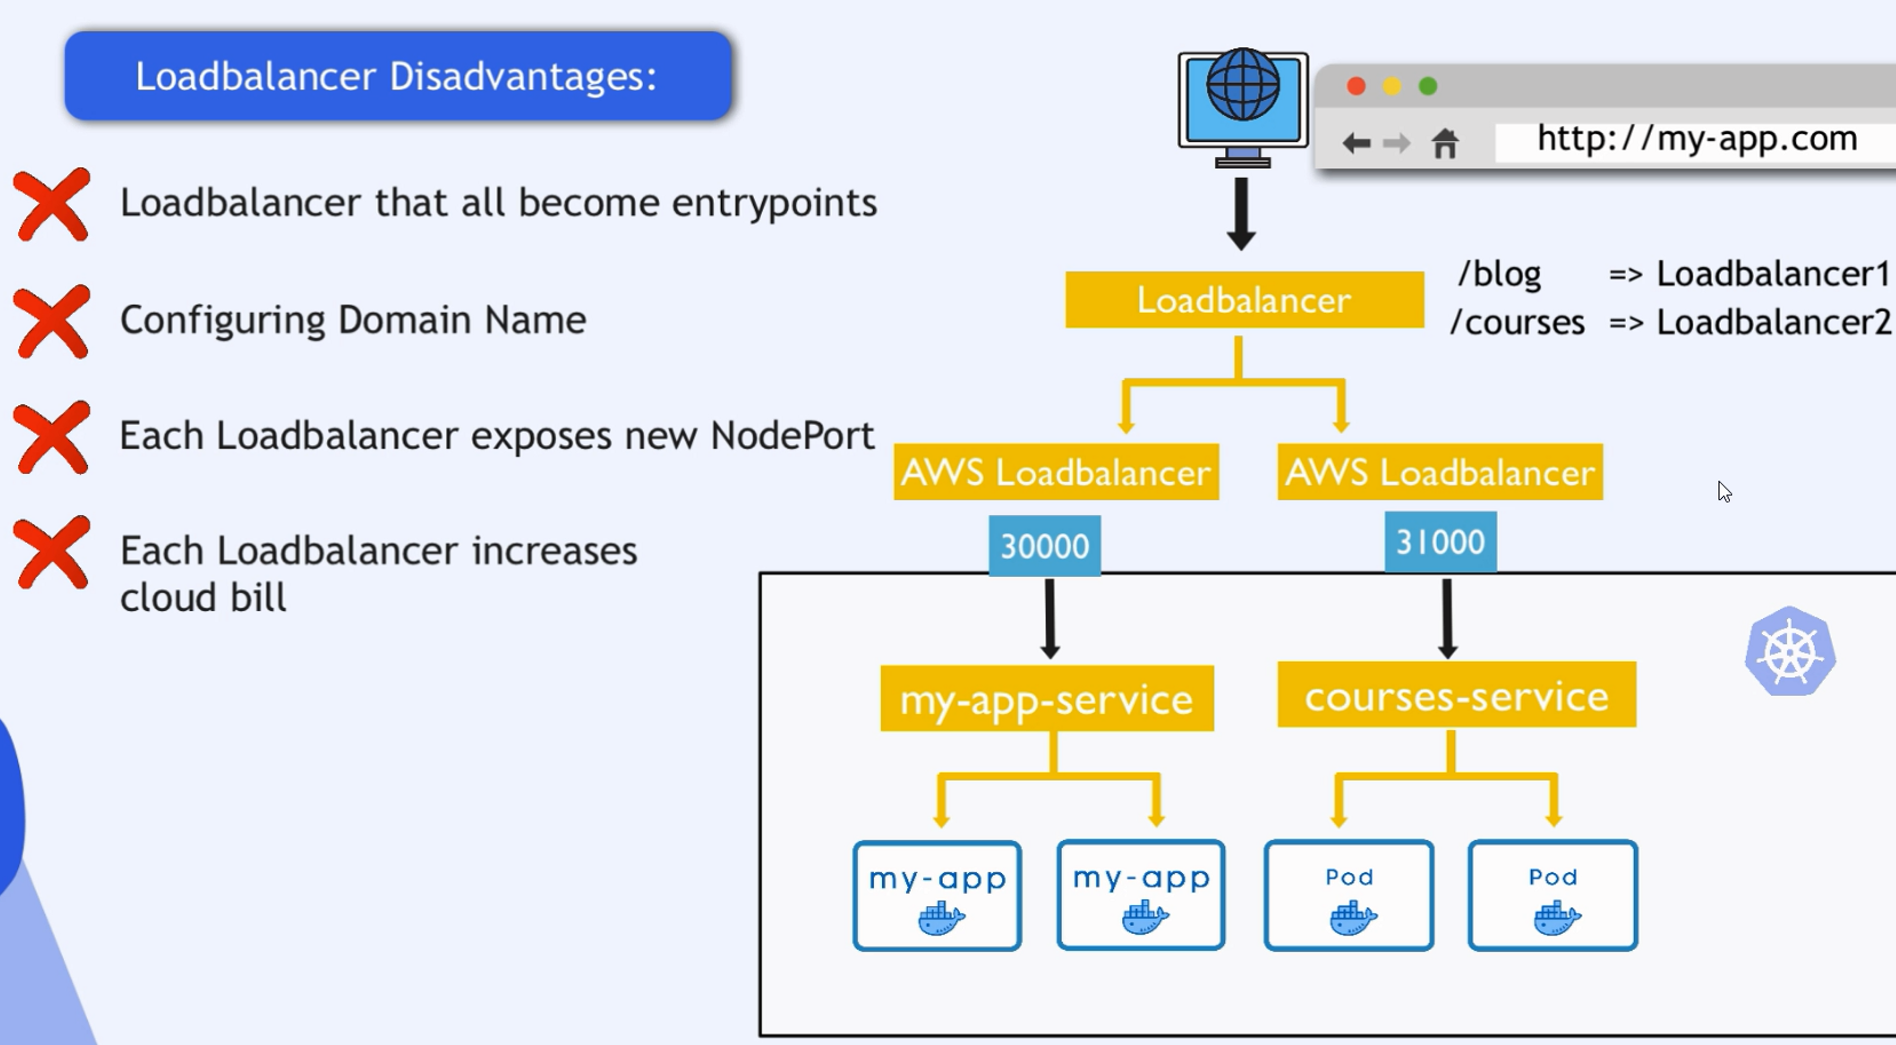 Loadbalancer Disadvantages:
Loadbalancer that all become entrypoints
Configuring Domain Name
Each Loadbalancer exposes new NodePort
Each Loadbalancer increases
cloud bill
http://my-app.com
Loadbalancer
/blog => Loadbalancer1
/courses => Loadbalancer2
AWS Loadbalancer
AWS Loadbalancer
30000
31000
my-app-service
courses-service
my-app
my-app
Pod
Pod